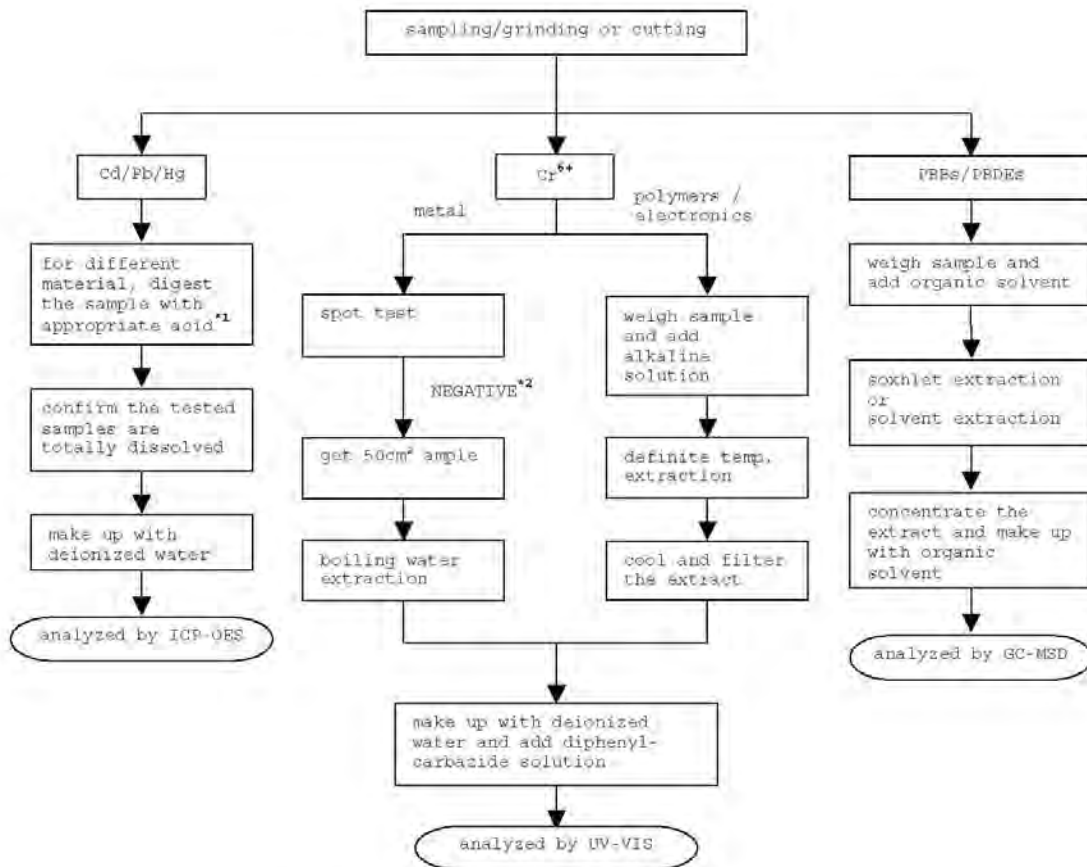 sampling/grinding or cutting
Cd/Pb/Hg
for different
material, digest
the sample with
appropriate acid*1
confirm the tested
samples are
totally dissolved
make up with
deionized water
analyzed by ICP-OES
Cr6+
metal
spot test
NEGATIVE*2
get 50cm² ample
boiling water
extraction
polymers /
electronics
weigh sample
and add
alkaline
solution
definite temp.
extraction
cool and filter
the extract
make up with deionized
water and add diphenyl-
carbazide solution
analyzed by UV-VIS
PBBs/PBDEs
weigh sample and
add organic solvent
soxhlet extraction
or
solvent extraction
concentrate the
extract and make up
with organic
solvent
analyzed by GC-MSD